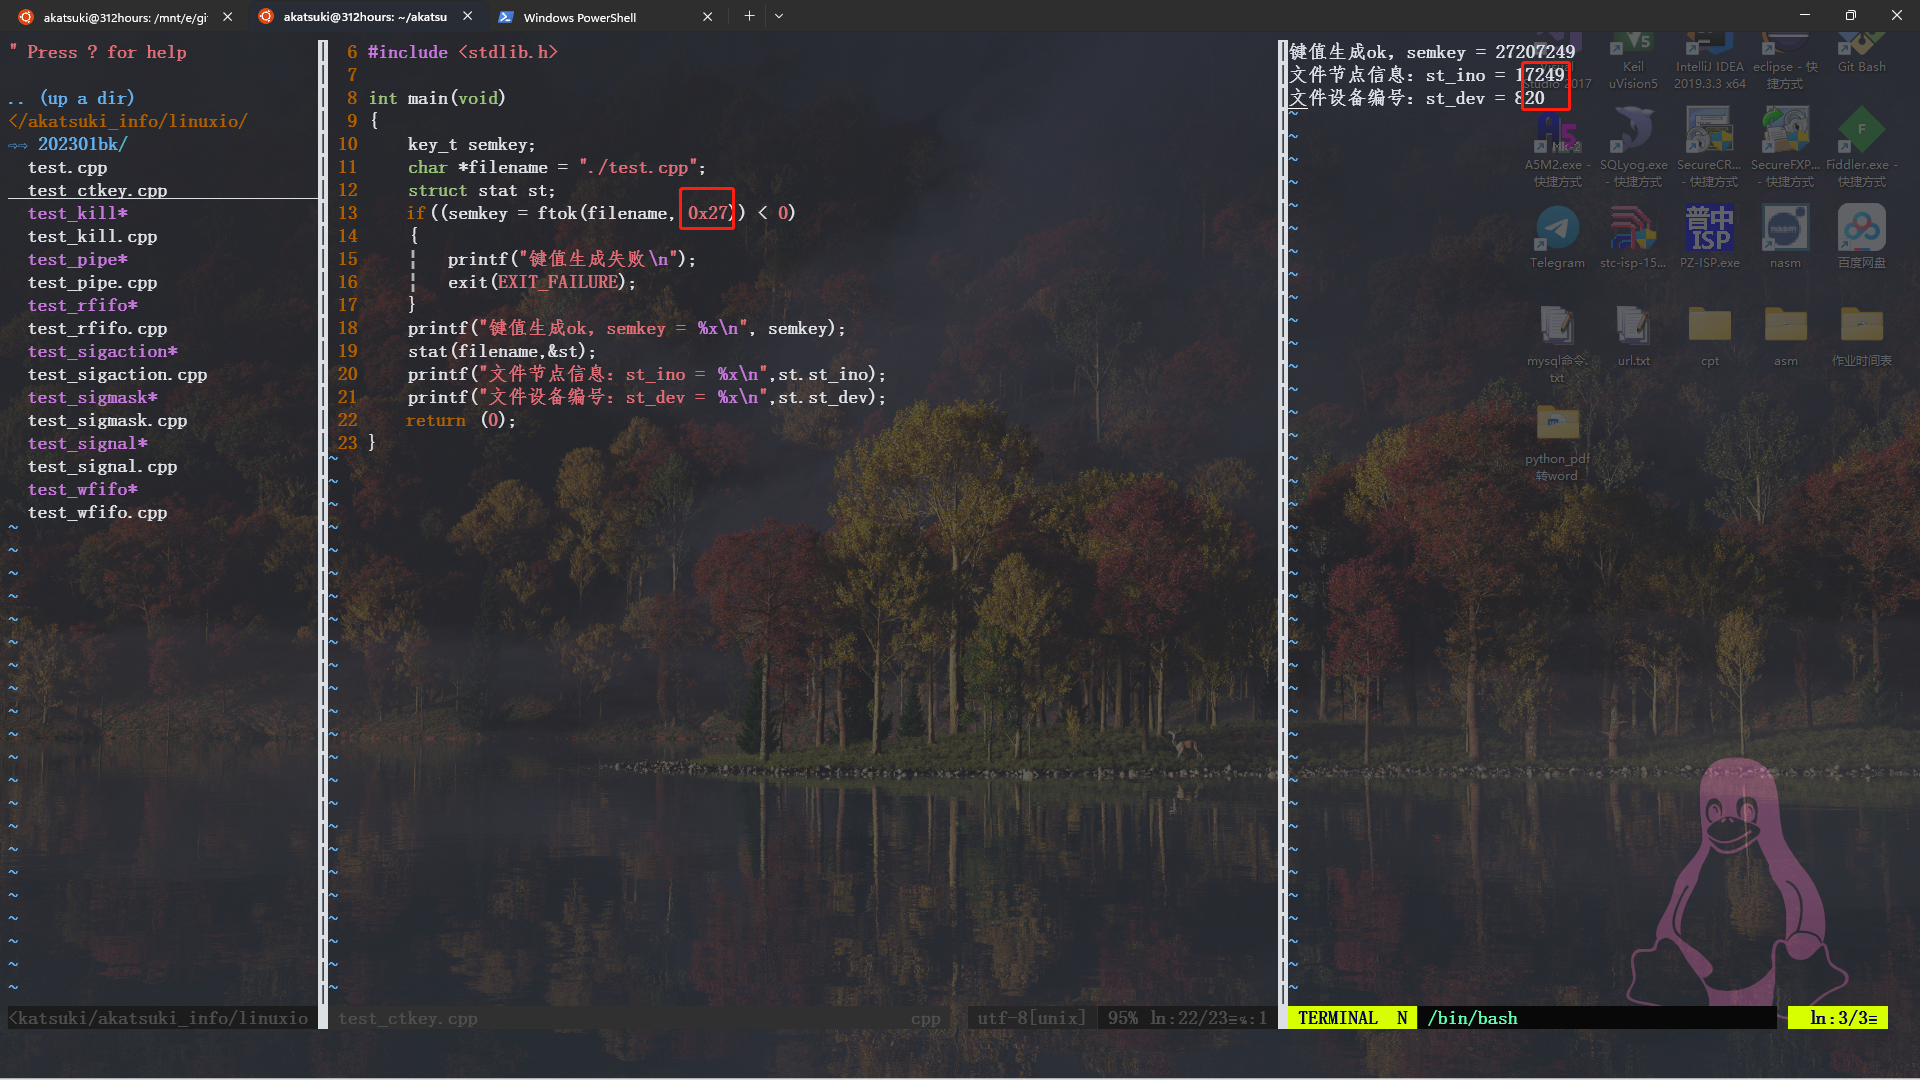 akatsuki@312hours: /mnt/e/gi
akatsuki@312hours: ~/akatsu
Windows PowerShell
" Press ? for help
.. (up a dir)
</akatsuki_info/linuxio/
202301bk/
test.cpp
test_ctkey.cpp
test_kill*
test_kill.cpp
test_pipe*
test_pipe.cpp
test_rfifo*
test_rfifo.cpp
test_sigaction*
test_sigaction.cpp
test_sigmask*
test_sigmask.cpp
test_signal*
test_signal.cpp
test_wfifo*
test_wfifo.cpp
<katsuki/akatsuki_info/linuxio
6 #include <stdlib.h>
7
8 int main(void)
9 {
10 key_t semkey;
11 char *filename = "./test.cpp";
12 struct stat st;
13 if((semkey = ftok(filename, 0x27)) < 0)
14 {
15 printf("键值生成失败\n");
16 exit(EXIT_FAILURE);
17 }
18 printf("键值生成ok, semkey = %x\n", semkey);
19 stat(filename,&st);
20 printf("文件节点信息: st_ino = %x\n",st.st_ino);
21 printf("文件设备编号: st_dev = %x\n",st.st_dev);
22 return (0);
23 }
test_ctkey.cpp
cpp
utf-8[unix]
95% ln:22/23≡℅:1
键值生成ok, semkey = 27207249
文件节点信息: st_ino = 17249
文件设备编号: st_dev = 820
Keil uVision5
IntelliJ IDEA 2019.3.3 x64
eclipse - 快捷方式
Git Bash
A5M2.exe - 快捷方式
SQLyog.exe - 快捷方式
SecureCR... - 快捷方式
SecureFXP... - 快捷方式
Fiddler.exe - 快捷方式
Telegram
stc-isp-15...
普中 ISP
PZ-ISP.exe
nasm
百度网盘
mysql命令.txt
url.txt
cpt
asm
作业时间表
python_pdf转word
TERMINAL N
/bin/bash
ln:3/3≡